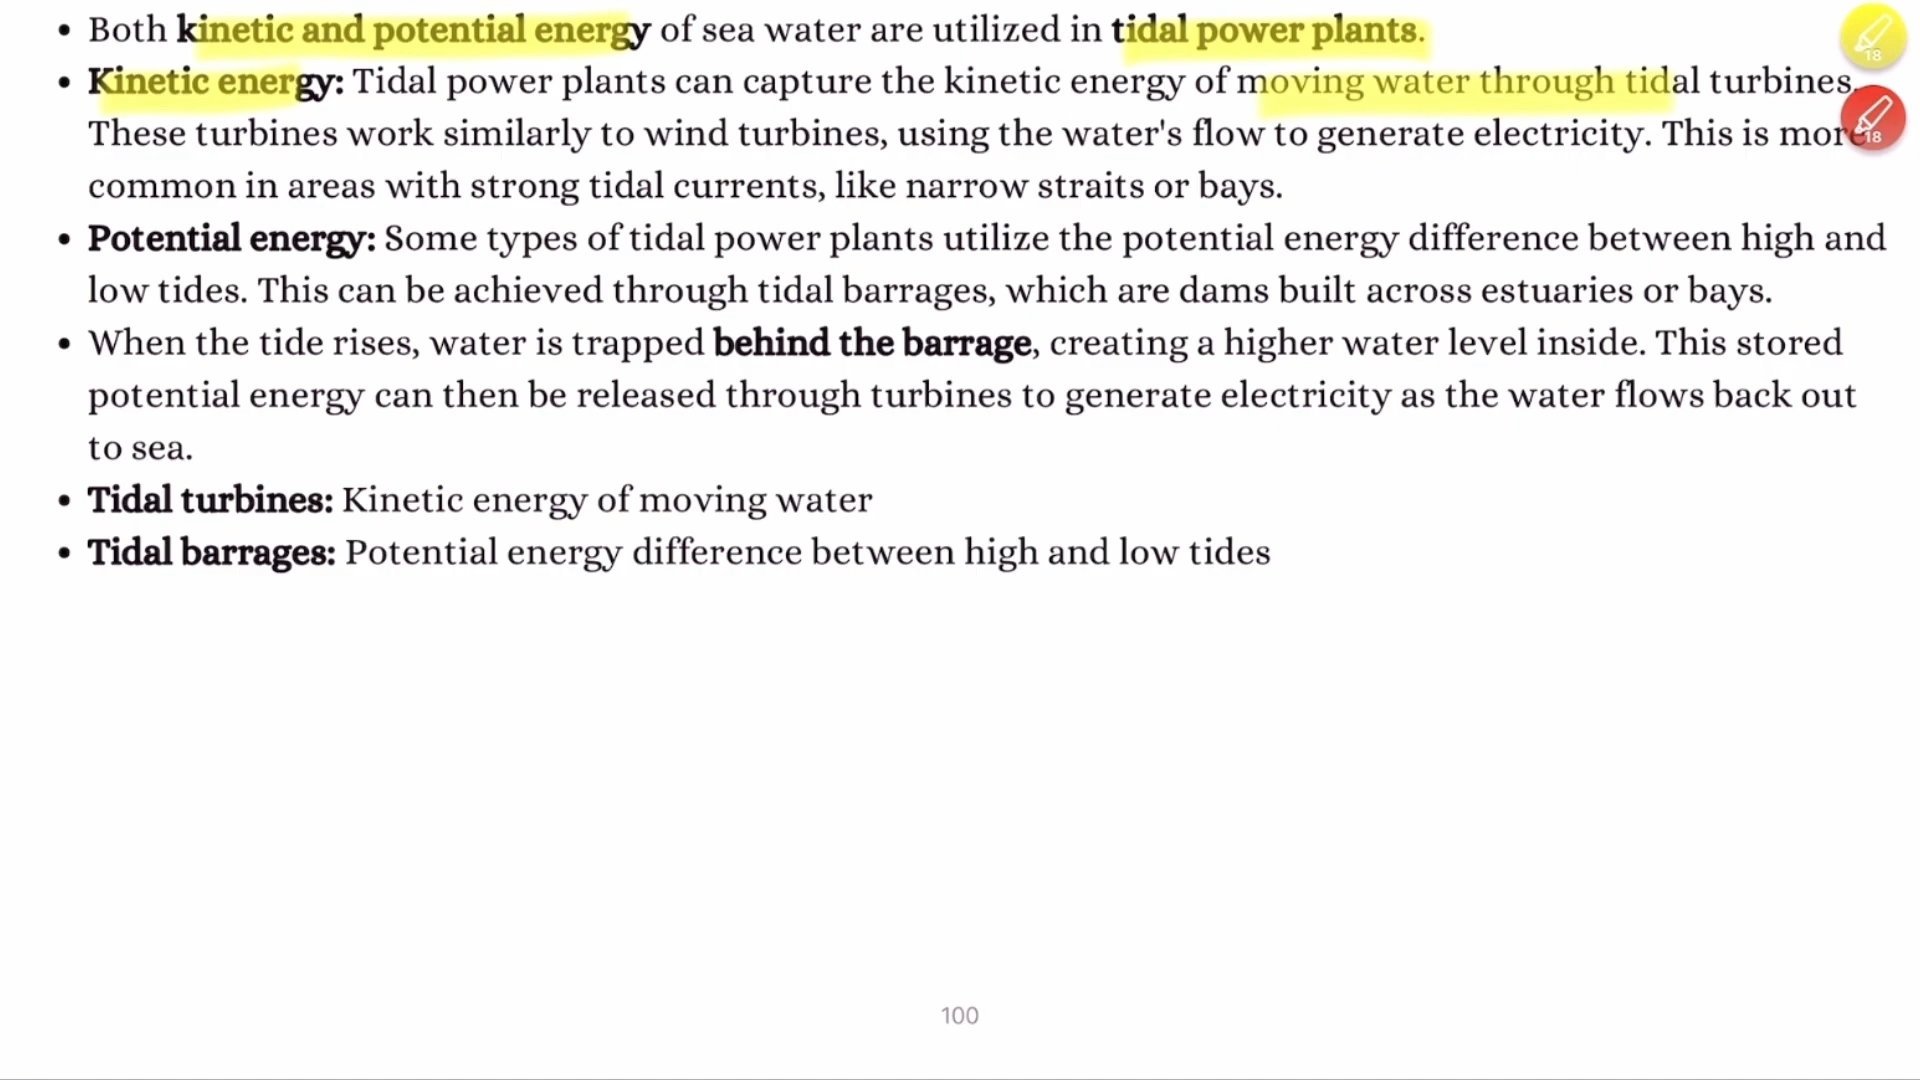 • Both kinetic and potential energy of sea water are utilized in tidal power plants.
• Kinetic energy: Tidal power plants can capture the kinetic energy of moving water through tidal turbines.
These turbines work similarly to wind turbines, using the water's flow to generate electricity. This is more
common in areas with strong tidal currents, like narrow straits or bays.
• Potential energy: Some types of tidal power plants utilize the potential energy difference between high and
low tides. This can be achieved through tidal barrages, which are dams built across estuaries or bays.
• When the tide rises, water is trapped behind the barrage, creating a higher water level inside. This stored
potential energy can then be released through turbines to generate electricity as the water flows back out
to sea.
• Tidal turbines: Kinetic energy of moving water
• Tidal barrages: Potential energy difference between high and low tides
18
18
100